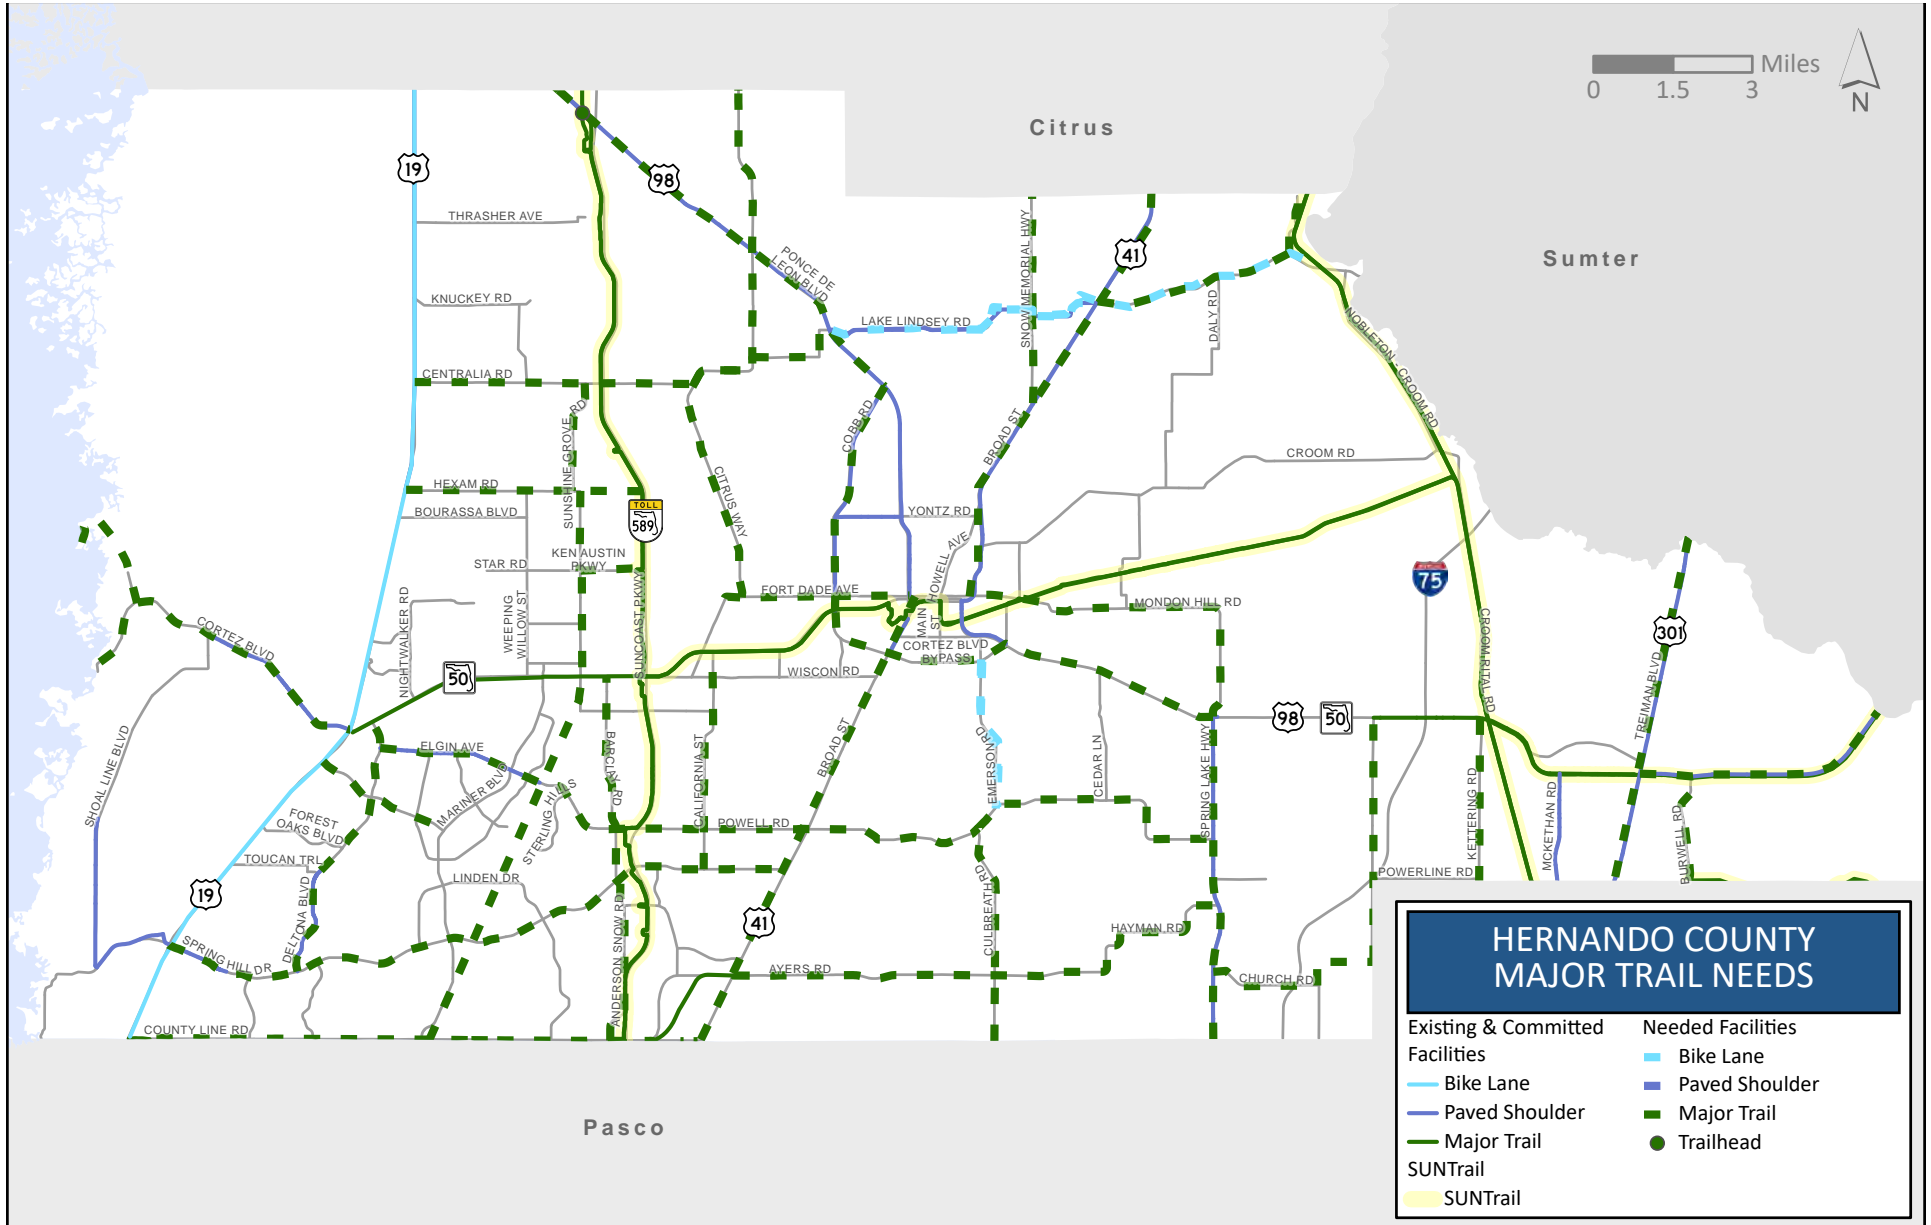 Citrus
Sumter
Pasco
Miles
0 1.5 3
N
19
98
41
THRASHER AVE
KNUCKEY RD
CENTRALIA RD
HEXAM RD
BOURASSA BLVD
STAR RD
KEN AUSTIN
PKWY
SUNSHINE GROVE RD
WEEPING
WILLOW ST
NIGHTWALKER RD
TOLL
589
SUNCOAST PKWY
CITRUS WAY
PONCE DE
LEON BLVD
LAKE LINDSEY RD
SNOW MEMORIAL HWY
DALY RD
COBB RD
BROAD ST
YONTZ RD
HOWELL AVE
CROOM RD
NOBLETON - CROOM RD
FORT DADE AVE
MAIN
ST
MONDON HILL RD
CORTEZ BLVD
BYPASS
WISCON RD
75
301
CROOM RITAL RD
TREIMAN BLVD
CORTEZ BLVD
50
98
50
SHOAL LINE BLVD
ELGIN AVE
MARINER BLVD
STERLING HILLS
BARCLAY RD
CALIFORNIA ST
BROAD ST
EMERSON RD
CEDAR LN
SPRING LAKE HWY
KETTERING RD
MCKETHAN RD
BURWELL RD
FOREST
OAKS BLVD
TOUCAN TRL
LINDEN DR
POWELL RD
POWERLINE RD
19
41
SPRING HILL DR
DELTONA BLVD
ANDERSON SNOW RD
CULBREATH RD
AYERS RD
HAYMAN RD
CHURCH RD
COUNTY LINE RD
HERNANDO COUNTY
MAJOR TRAIL NEEDS
Existing & Committed
Facilities
Bike Lane
Paved Shoulder
Major Trail
SUNTrail
SUNTrail
Needed Facilities
Bike Lane
Paved Shoulder
Major Trail
Trailhead